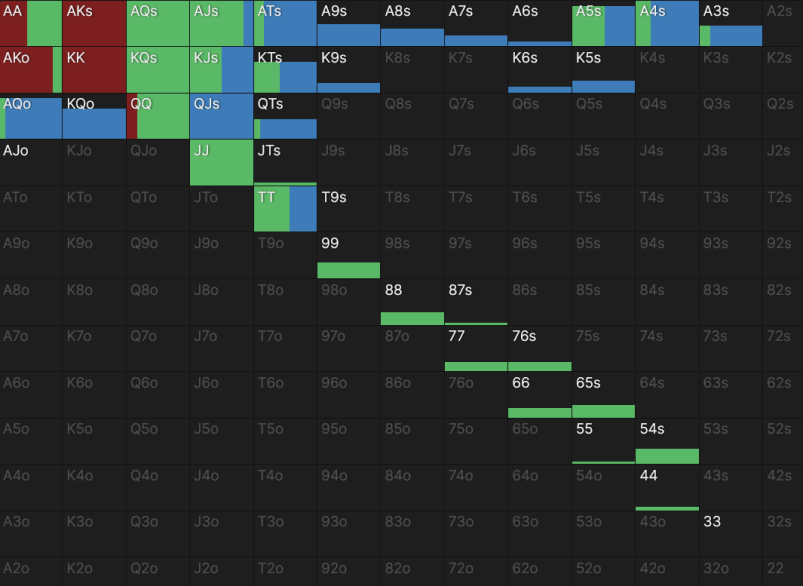 AA AKs AQs AJs ATs A9s A8s A7s A6s A5s A4s A3s A2s
AKo KK KQs KJs KTs K9s K8s K7s K6s K5s K4s K3s K2s
AQo KQo QQ QJs QTs Q9s Q8s Q7s Q6s Q5s Q4s Q3s Q2s
AJo KJo QJo JJ JTs J9s J8s J7s J6s J5s J4s J3s J2s
ATo KTo QTo JTo TT T9s T8s T7s T6s T5s T4s T3s T2s
A9o K9o Q9o J9o T9o 99 98s 97s 96s 95s 94s 93s 92s
A8o K8o Q8o J8o T8o 98o 88 87s 86s 85s 84s 83s 82s
A7o K7o Q7o J7o T7o 97o 87o 77 76s 75s 74s 73s 72s
A6o K6o Q6o J6o T6o 96o 86o 76o 66 65s 64s 63s 62s
A5o K5o Q5o J5o T5o 95o 85o 75o 65o 55 54s 53s 52s
A4o K4o Q4o J4o T4o 94o 84o 74o 64o 54o 44 43s 42s
A3o K3o Q3o J3o T3o 93o 83o 73o 63o 53o 43o 33 32s
A2o K2o Q2o J2o T2o 92o 82o 72o 62o 52o 42o 32o 22